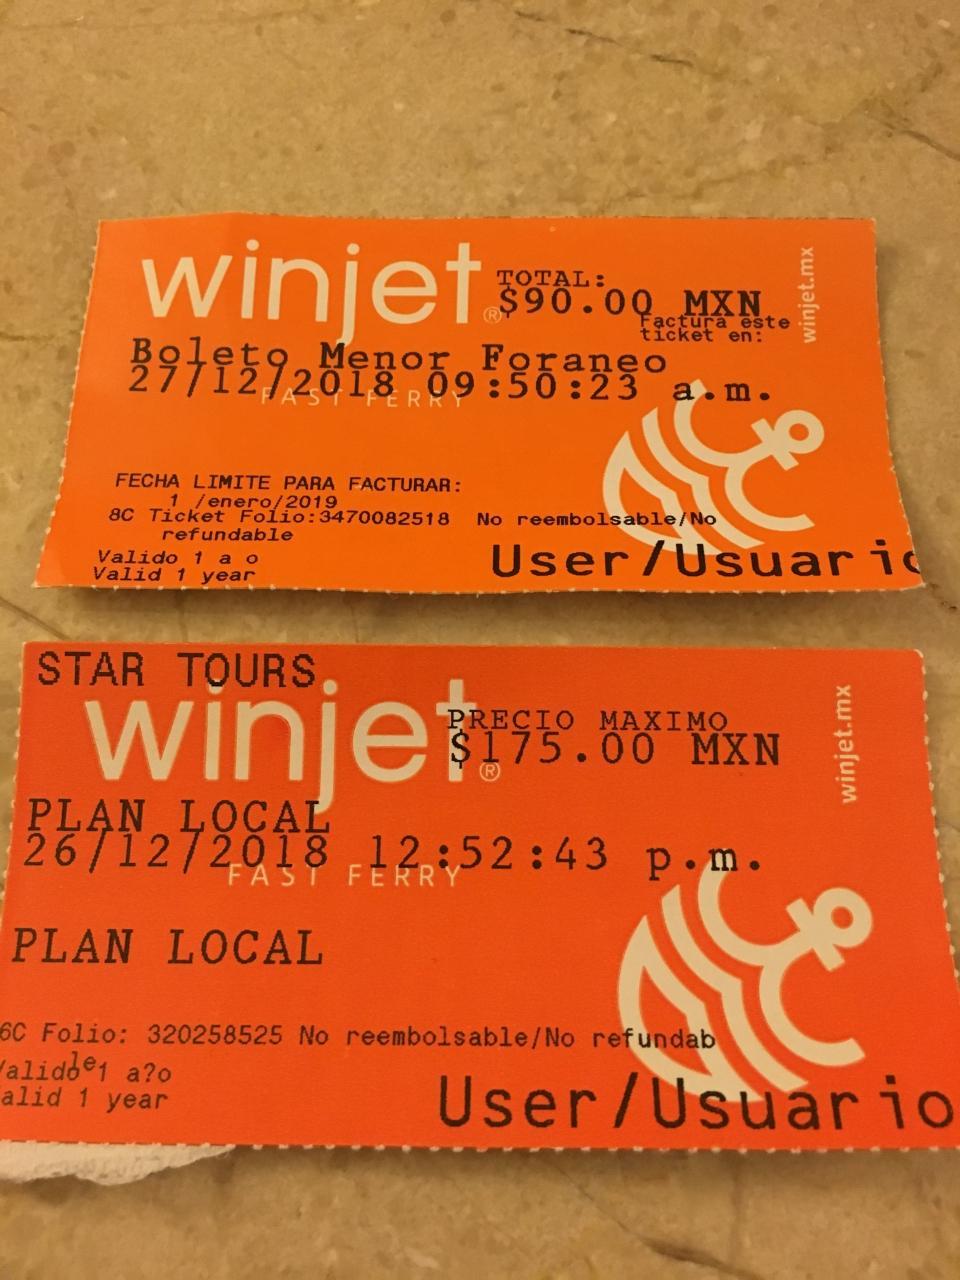 winjet®
TOTAL:
$90.00 MXN
Factura este
ticket en:
winjet.mx
Boleto Menor Foraneo
27/12/2018 09:50:23 a.m.
FAST FERRY
FECHA LIMITE PARA FACTURAR:
1 /enero/2019
8C Ticket Folio:3470082518 No reembolsable/No
refundable
Valido 1 a o
Valid 1 year
User/Usuario
STAR TOURS
winjet®
PRECIO MAXIMO
$175.00 MXN
winjet.mx
PLAN LOCAL
26/12/2018 12:52:43 p.m.
FAST FERRY
PLAN LOCAL
6C Folio: 320258525 No reembolsable/No refundab
le
Valido 1 a?o
alid 1 year
User/Usuario